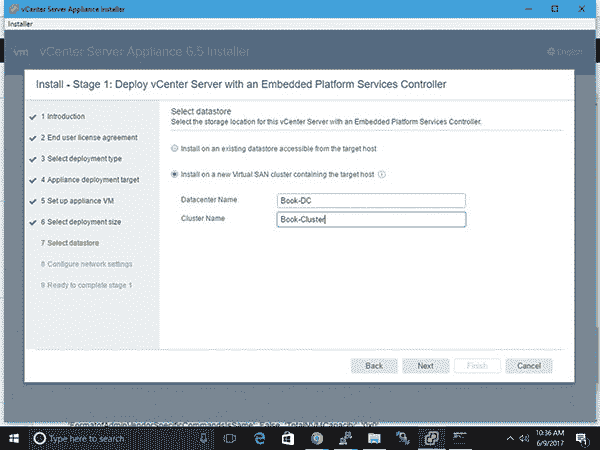 vCenter Server Appliance Installer
Installer
vm vCenter Server Appliance 6.5 Installer
English
Install - Stage 1: Deploy vCenter Server with an Embedded Platform Services Controller
1 Introduction
2 End user license agreement
3 Select deployment type
4 Appliance deployment target
5 Set up appliance VM
6 Select deployment size
7 Select datastore
8 Configure network settings
9 Ready to complete stage 1
Select datastore
Select the storage location for this vCenter Server with an Embedded Platform Services Controller.
Install on an existing datastore accessible from the target host
Install on a new Virtual SAN cluster containing the target host
Datacenter Name
Book-DC
Cluster Name
Book-Cluster
Back
Next
Finish
Cancel
Type here to search
10:36 AM
6/9/2017